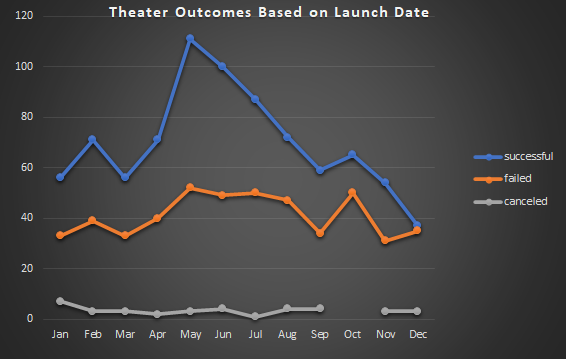 Theater Outcomes Based on Launch Date
120
100
80
60
40
20
0
Jan Feb Mar Apr May Jun Jul Aug Sep Oct Nov Dec
successful
failed
canceled